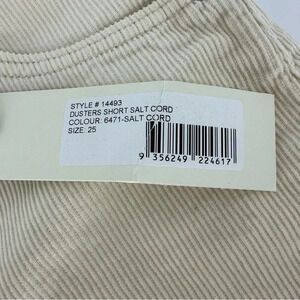 STYLE # 14493
DUSTERS SHORT SALT CORD
COLOUR: 6471-SALT CORD
SIZE: 25
9 356249 224617